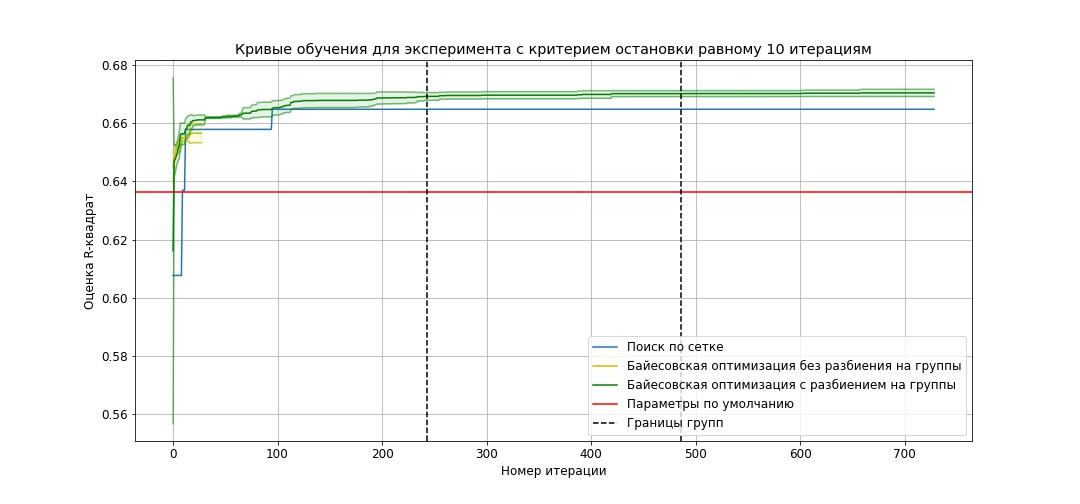 Кривые обучения для эксперимента с критерием остановки равному 10 итерациям
Оценка R-квадрат
0.68
0.66
0.64
0.62
0.60
0.58
0.56
Поиск по сетке
Байесовская оптимизация без разбиения на группы
Байесовская оптимизация с разбиением на группы
Параметры по умолчанию
Границы групп
0 100 200 300 400 500 600 700
Номер итерации